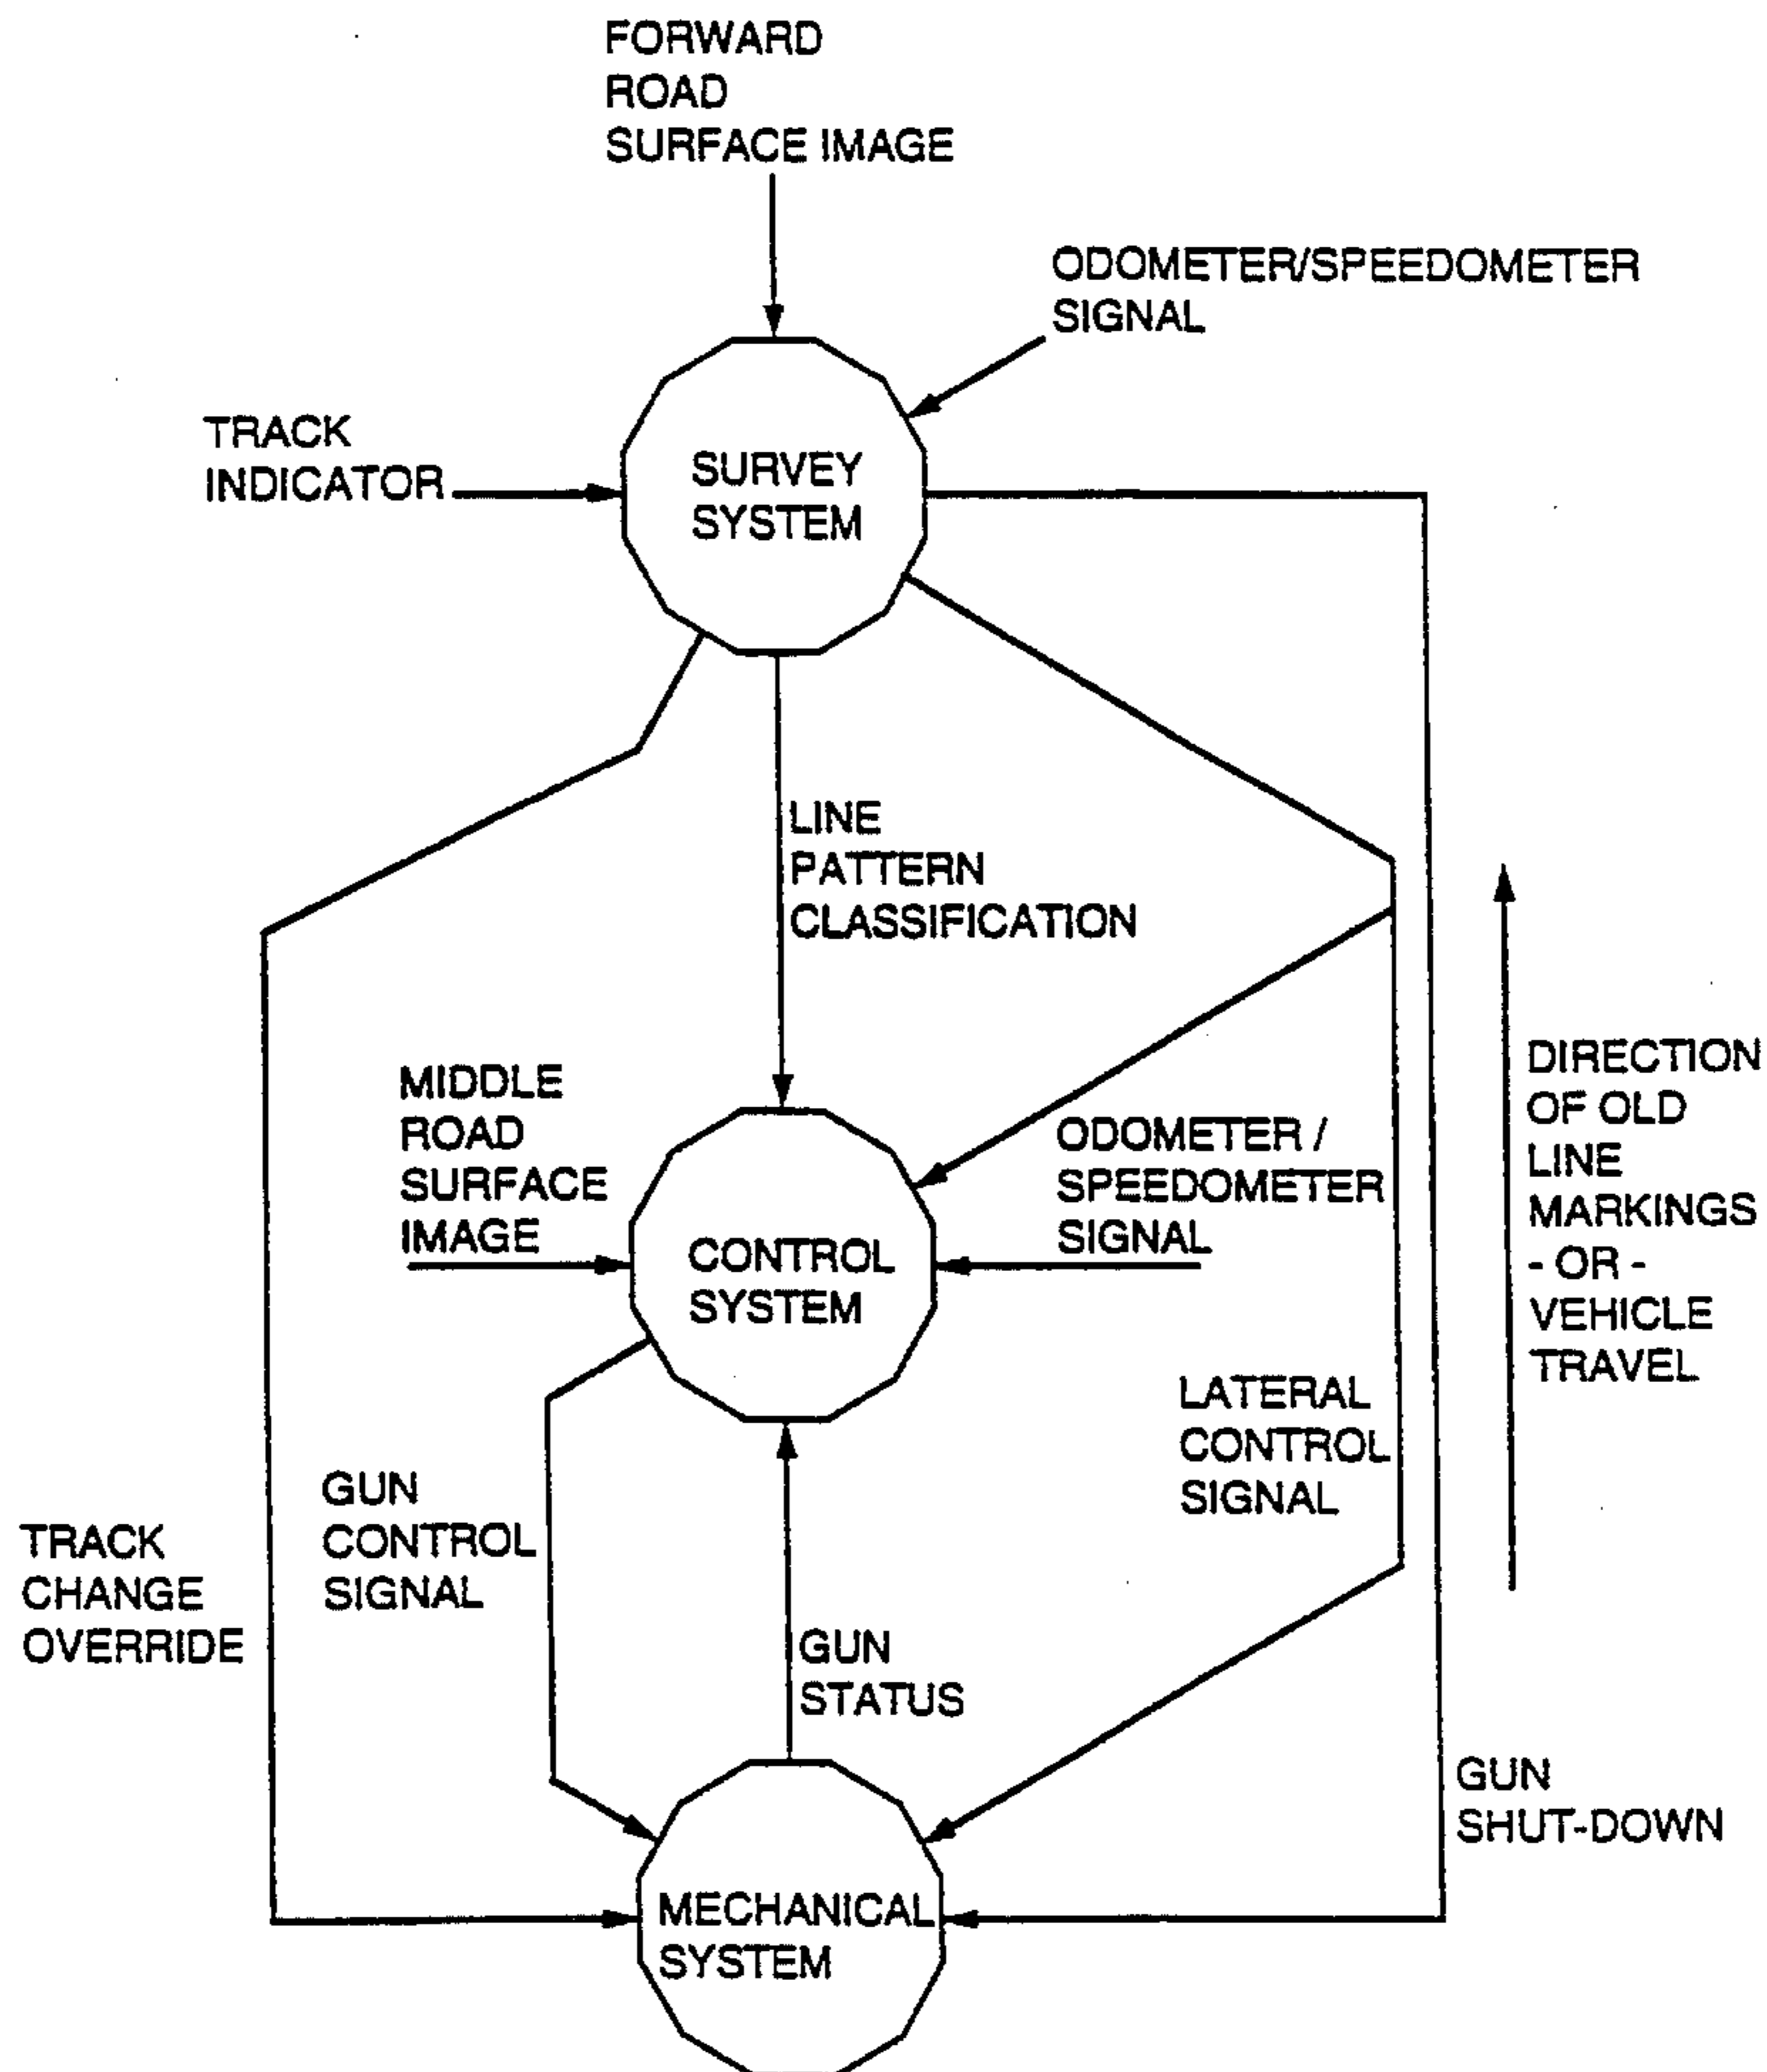 FORWARD
ROAD
SURFACE IMAGE
ODOMETER/SPEEDOMETER
SIGNAL
TRACK
INDICATOR
SURVEY
SYSTEM
LINE
PATTERN
CLASSIFICATION
MIDDLE
ROAD
SURFACE
IMAGE
ODOMETER /
SPEEDOMETER
SIGNAL
CONTROL
SYSTEM
DIRECTION
OF OLD
LINE
MARKINGS
- OR -
VEHICLE
TRAVEL
LATERAL
CONTROL
SIGNAL
GUN
CONTROL
SIGNAL
TRACK
CHANGE
OVERRIDE
GUN
STATUS
GUN
SHUT-DOWN
MECHANICAL
SYSTEM